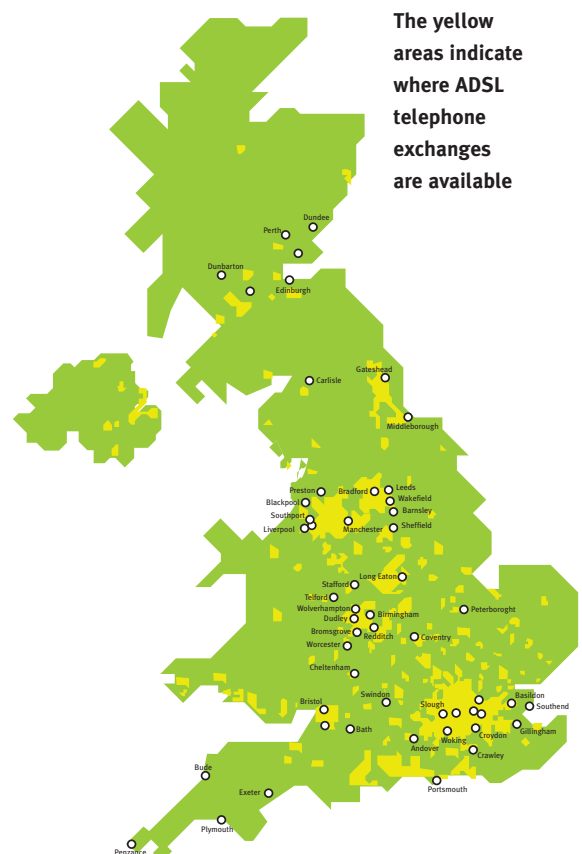 The yellow
areas indicate
where ADSL
telephone
exchanges
are available
Dundee
Perth
Dunbarton
Edinburgh
Gateshead
Carlisle
Middleborough
Preston
Bradford
Leeds
Blackpool
Wakefield
Southport
Barnsley
Liverpool
Manchester
Sheffield
Long Eaton
Stafford
Telford
Wolverhampton
Birmingham
Peterboroght
Dudley
Bromsgrove
Redditch
Coventry
Worcester
Cheltenham
Swindon
Bristol
Slough
Basildon
Southend
Bath
Andover
Woking
Croydon
Gillingham
Crawley
Bude
Portsmouth
Exeter
Plymouth
Penzance